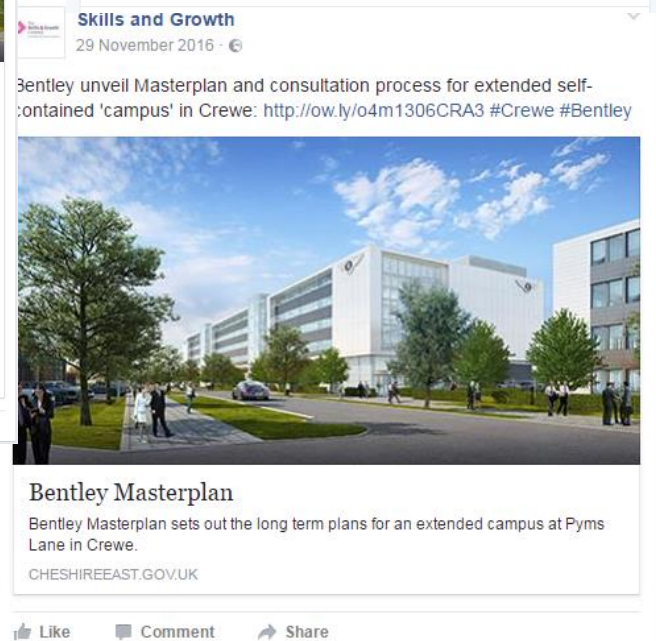 Skills and Growth
29 November 2016 ·
Bentley unveil Masterplan and consultation process for extended self-
contained 'campus' in Crewe: http://ow.ly/o4m1306CRA3 #Crewe #Bentley
Bentley Masterplan
Bentley Masterplan sets out the long term plans for an extended campus at Pyms
Lane in Crewe.
CHESHIREEAST.GOV.UK
Like Comment Share